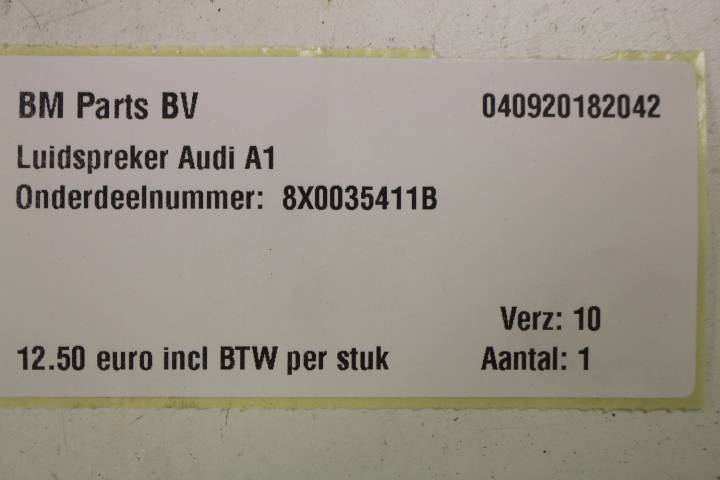 BM Parts BV 040920182042
Luidspreker Audi A1
Onderdeelnummer: 8X0035411B
Verz: 10
12.50 euro incl BTW per stuk Aantal: 1